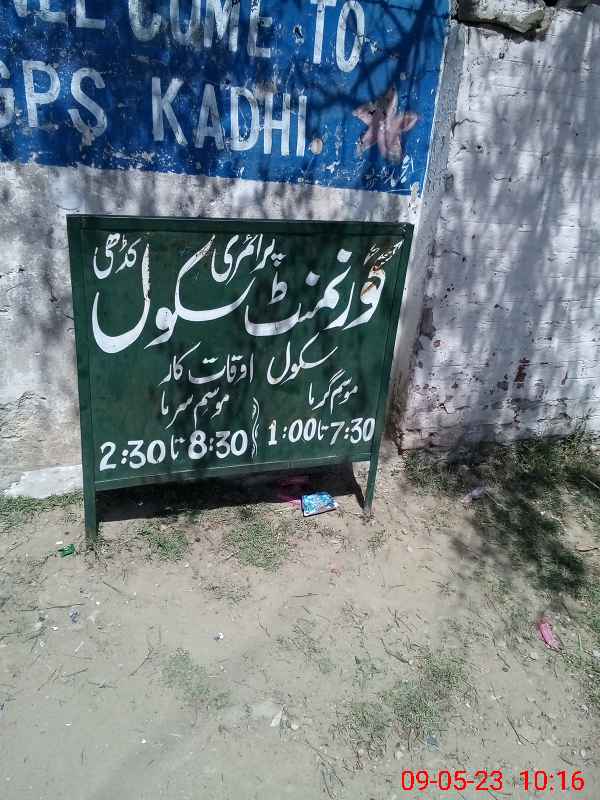 WELCOME TO
GPS KADHI
گورنمنٹ پرائمری سکول کڈھی
سکول اوقات کار
موسم گرما موسم سرما
7:30 تا 1:00 8:30 تا 2:30
09-05-23 10:16